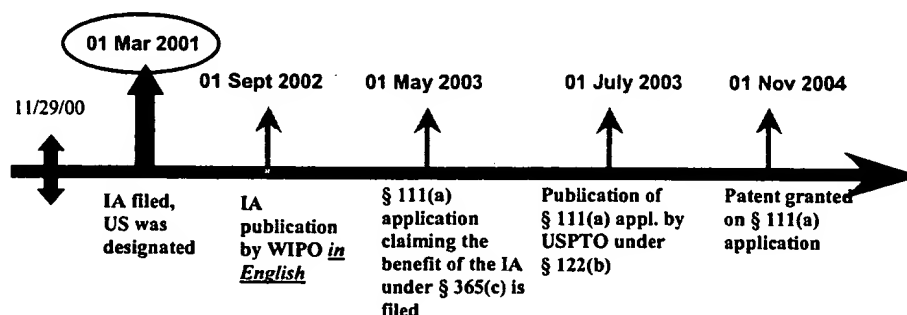 01 Mar 2001
01 Sept 2002
01 May 2003
01 July 2003
01 Nov 2004
11/29/00
IA filed,
US was
designated
IA
publication
by WIPO in
English
§ 111(a)
application
claiming the
benefit of the IA
under § 365(c) is
filed
Publication of
§ 111(a) appl. by
USPTO under
§ 122(b)
Patent granted
on § 111(a)
application